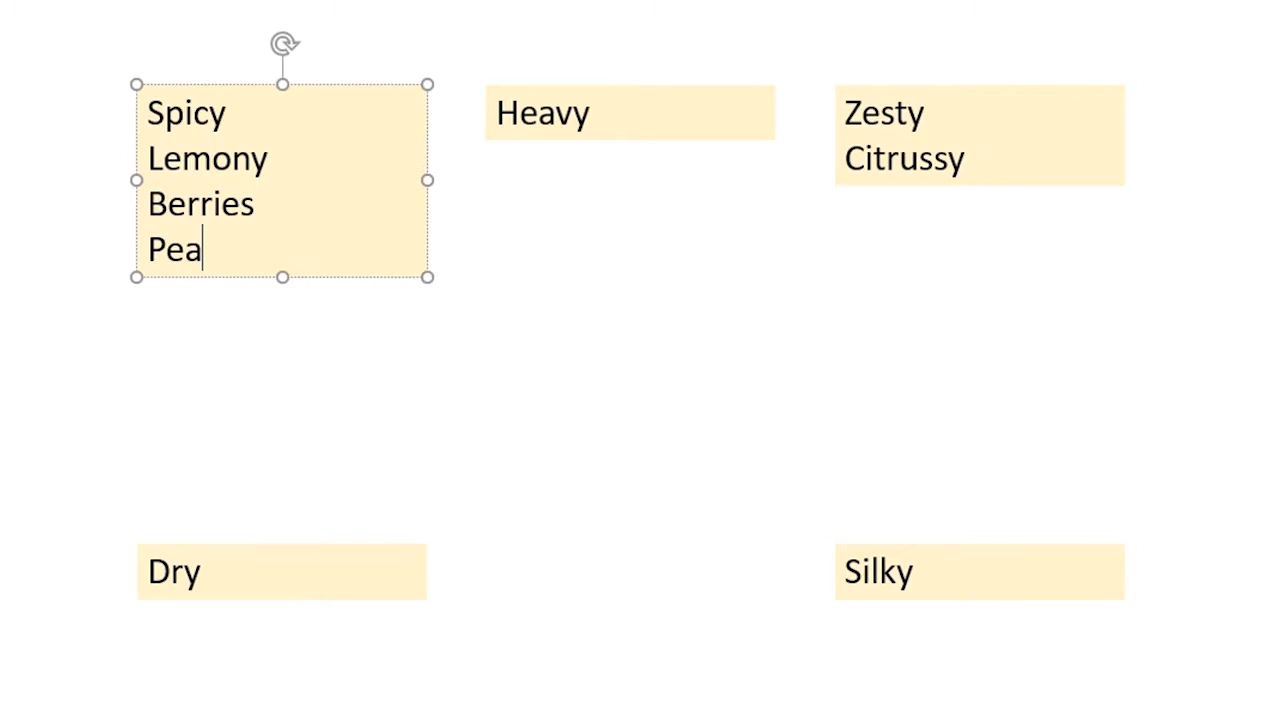 Spicy
Lemony
Berries
Pea
Heavy
Zesty
Citrussy
Dry
Silky